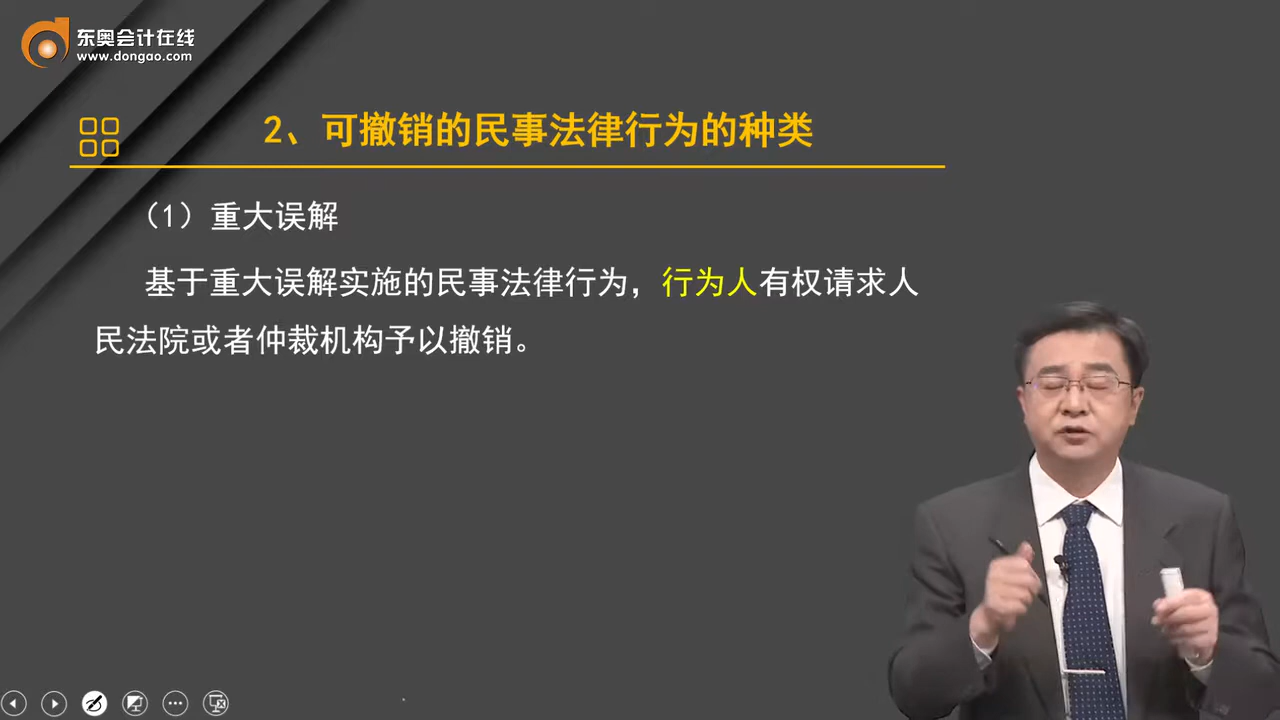 东奥会计在线
www.dongao.com
2、可撤销的民事法律行为的种类
（1）重大误解
基于重大误解实施的民事法律行为，行为人有权请求人
民法院或者仲裁机构予以撤销。